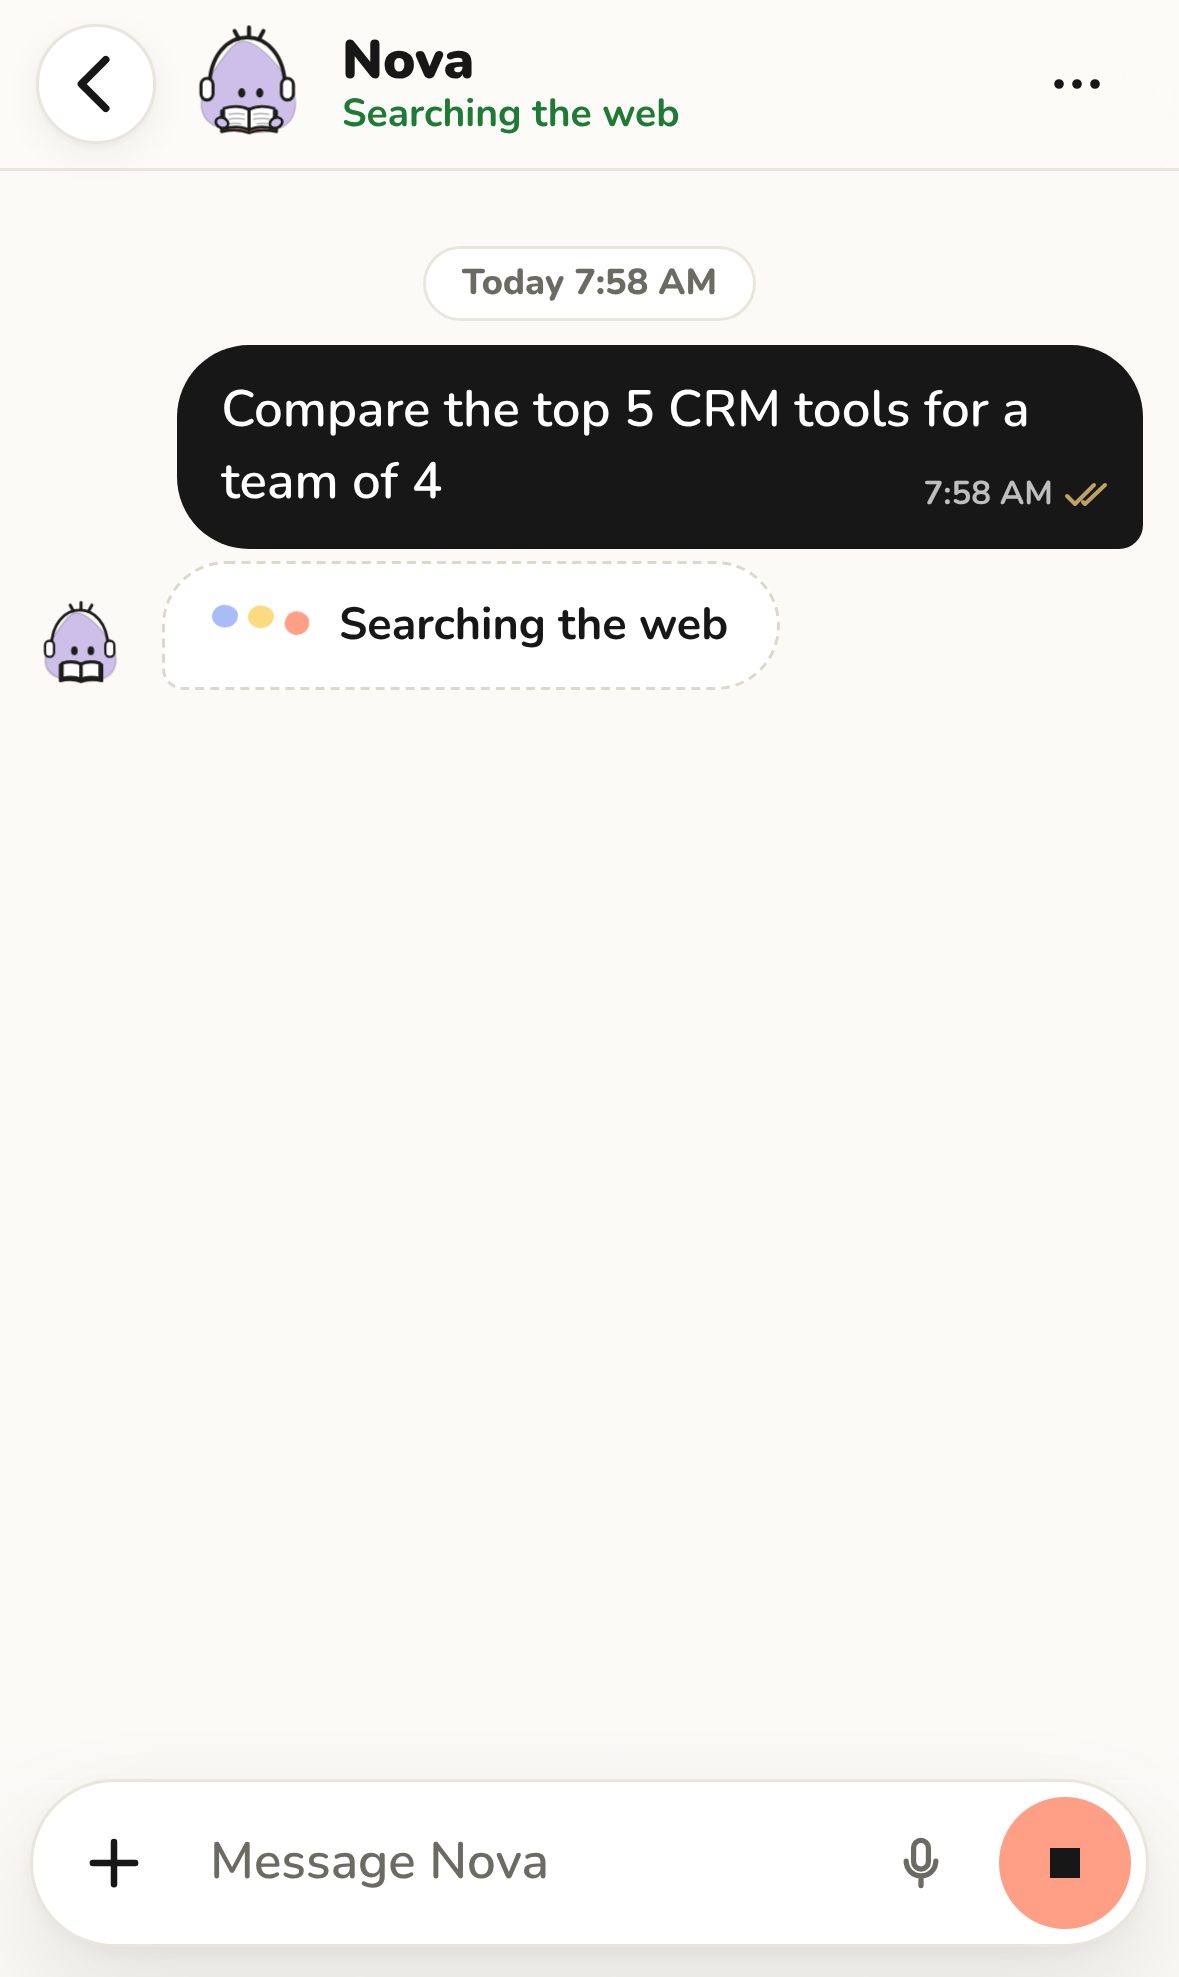 Nova
Searching the web
Today 7:58 AM
Compare the top 5 CRM tools for a
team of 4
7:58 AM
Searching the web
Message Nova